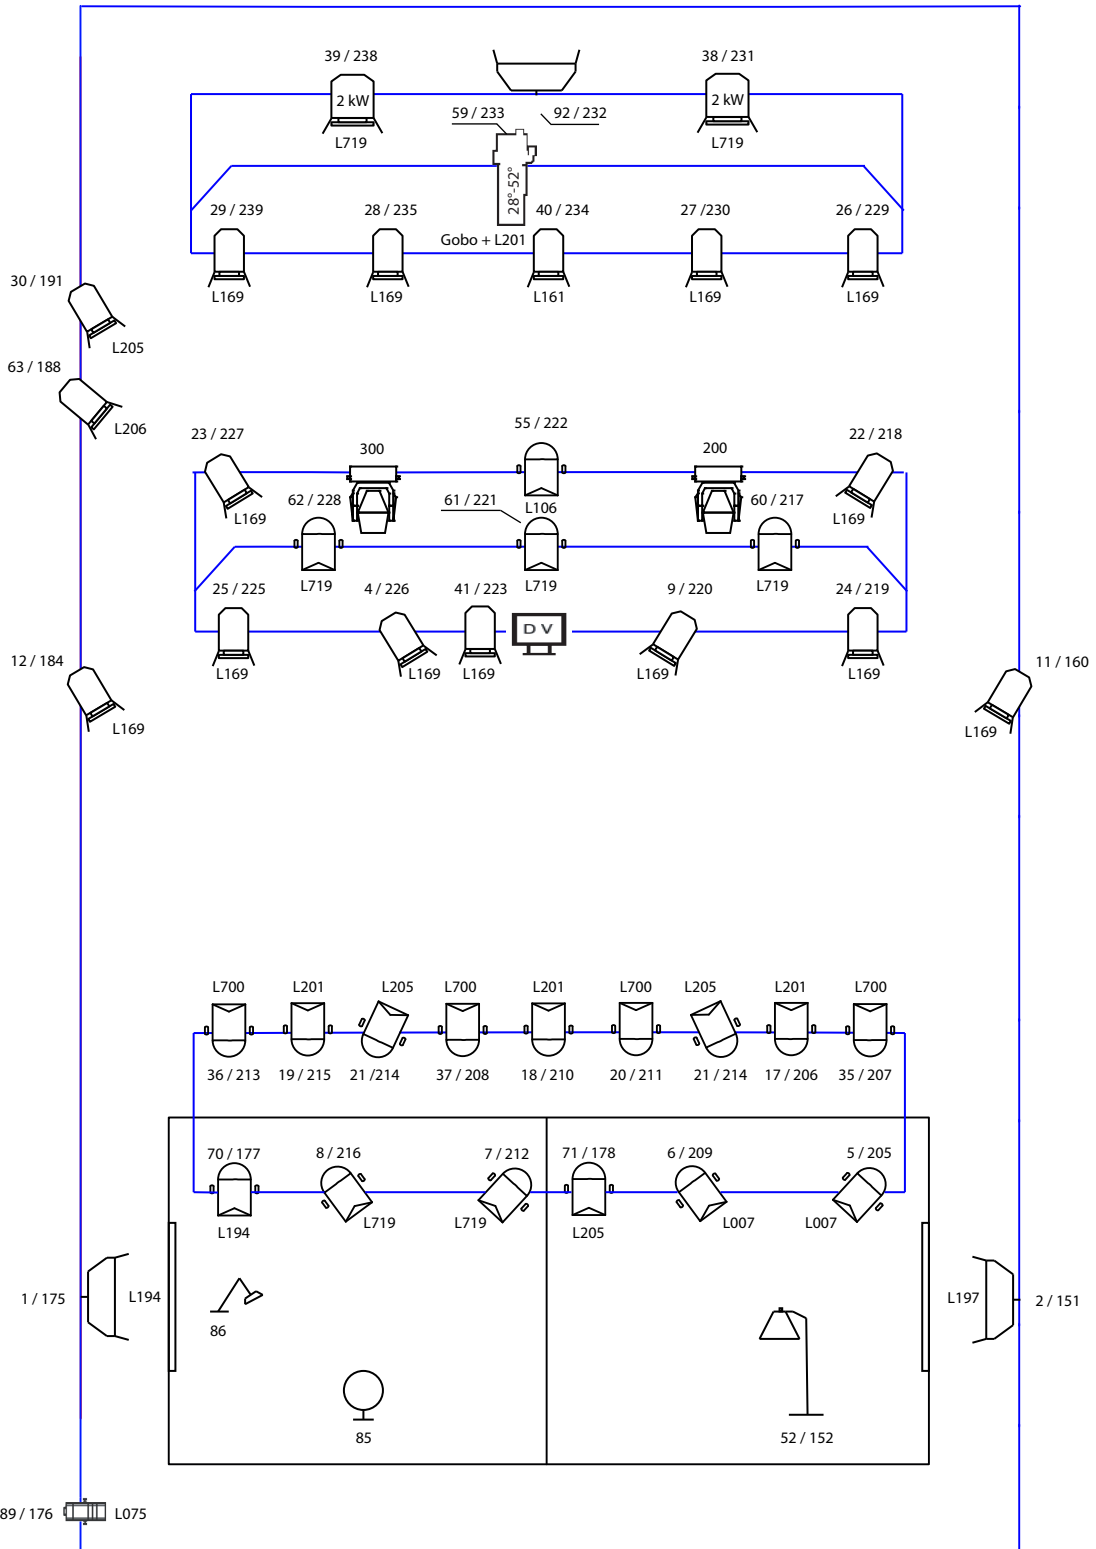 39 / 238
38 / 231
2 kW
2 kW
59 / 233
92 / 232
L719
L719
28°-52°
29 / 239
28 / 235
40 / 234
27 / 230
26 / 229
Gobo + L201
30 / 191
L169
L169
L161
L169
L169
L205
63 / 188
L206
55 / 222
23 / 227
300
200
22 / 218
62 / 228
61 / 221
L106
60 / 217
L169
L169
L719
L719
L719
25 / 225
4 / 226
41 / 223
9 / 220
24 / 219
D V
12 / 184
11 / 160
L169
L169
L169
L169
L169
L169
L169
L700
L201
L205
L700
L201
L700
L205
L201
L700
36 / 213
19 / 215
21 /214
37 / 208
18 / 210
20 / 211
21 / 214
17 / 206
35 / 207
70 / 177
8 / 216
7 / 212
71 / 178
6 / 209
5 / 205
L194
L719
L719
L205
L007
L007
1 / 175
L194
L197
2 / 151
86
85
52 / 152
89 / 176
L075